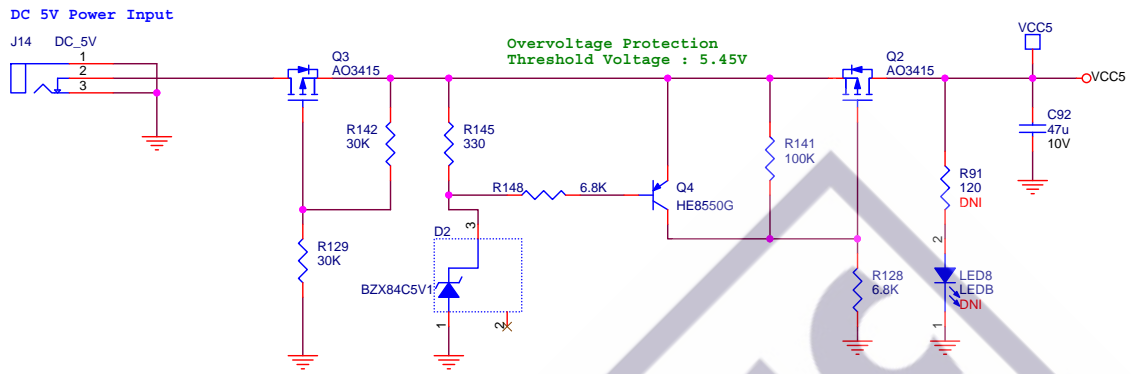 DC 5V Power Input
J14
DC_5V
1
2
3
Q3
AO3415
Overvoltage Protection
Threshold Voltage : 5.45V
Q2
AO3415
VCC5
VCC5
R142
30K
R145
330
R141
100K
C92
47u
10V
R148
6.8K
Q4
HE8550G
R91
120
DNI
R129
30K
D2
3
BZX84C5V1
1
2
R128
6.8K
2
LED8
LEDB
DNI
1